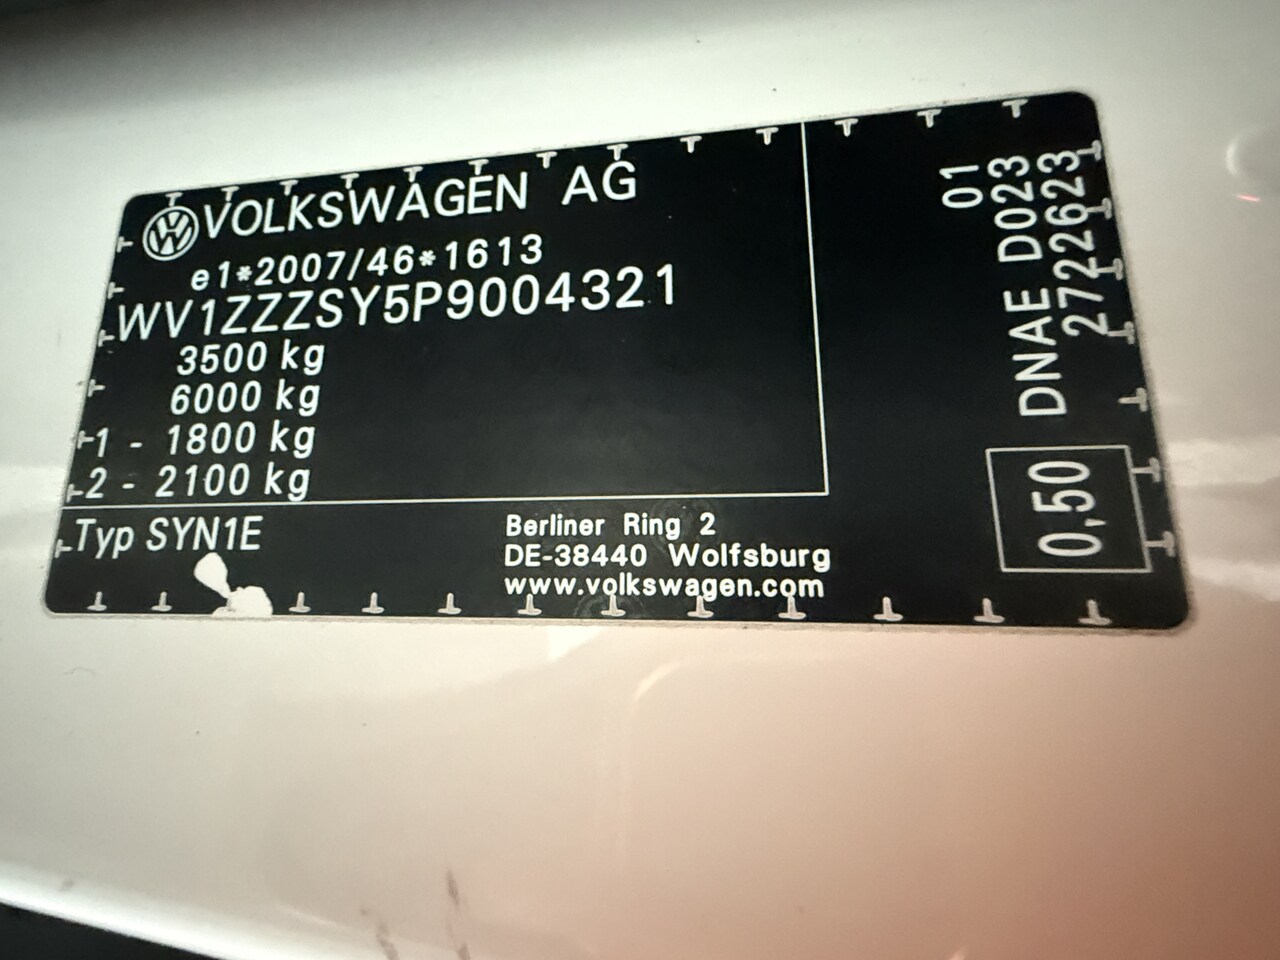 VOLKSWAGEN AG
e1*2007/46*1613
WV1ZZZSY5P9004321
3500 kg
6000 kg
1 - 1800 kg
2 - 2100 kg
Typ SYN1E
Berliner Ring 2
DE-38440 Wolfsburg
www.volkswagen.com
01
DNAE D023
2722623
0,50